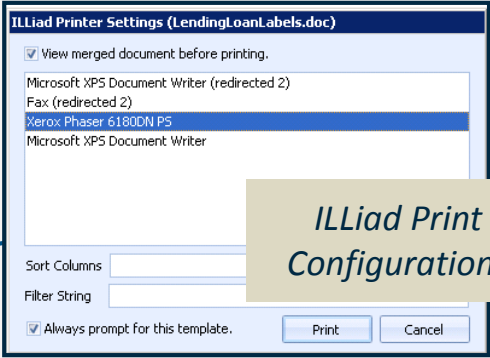 ILLiad Printer Settings (LendingLoanLabels.doc)
View merged document before printing.
Microsoft XPS Document Writer (redirected 2)
Fax (redirected 2)
Xerox Phaser 6180DN PS
Microsoft XPS Document Writer
ILLiad Print
Configuration
Sort Columns
Filter String
Always prompt for this template.
Print
Cancel